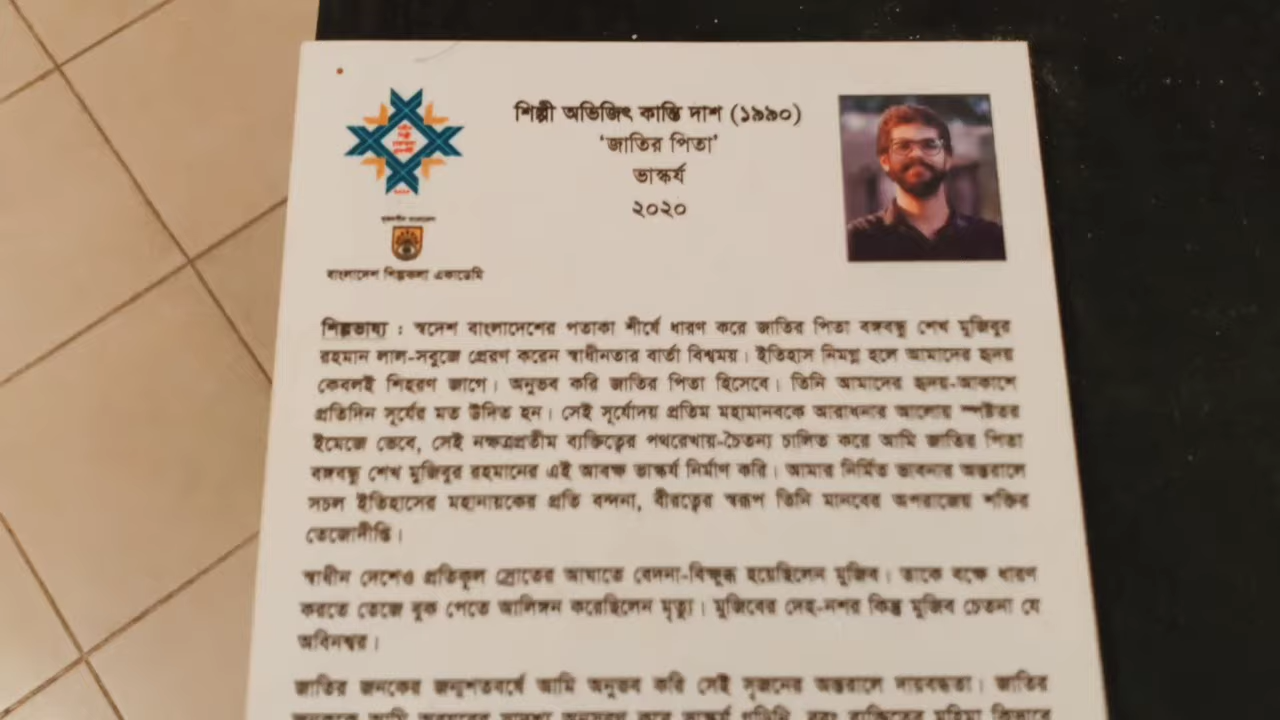 শিল্পী অভিজিৎ কান্তি দাশ (১৯৯০)
‘জাতির পিতা’
ভাস্কর্য
২০২০
বাংলাদেশ শিল্পকলা একাডেমি
শিল্পভাষ্য : স্বদেশ বাংলাদেশের পতাকা শীর্ষে ধারণ করে জাতির পিতা বঙ্গবন্ধু শেখ মুজিবুর
রহমান লাল-সবুজে প্রেরণ করেন স্বাধীনতার বার্তা বিশ্বময়। ইতিহাস নিমগ্ন হলে আমাদের হৃদয়
কেবলই শিহরণ জাগে। অনুভব করি জাতির পিতা হিসেবে। তিনি আমাদের হৃদয়-আকাশে
প্রতিদিন সূর্যের মত উদিত হন। সেই সূর্যোদয় প্রতিম মহামানবকে আরাধনার আলোয় স্পষ্টতর
ইমেজে ভেবে, সেই নক্ষত্রপ্রতীম ব্যক্তিত্বের পথরেখায়-চৈতন্য চালিত করে আমি জাতির পিতা
বঙ্গবন্ধু শেখ মুজিবুর রহমানের এই আবক্ষ ভাস্কর্য নির্মাণ করি। আমার নির্মিত ভাবনার অন্তরালে
সচল ইতিহাসের মহানায়কের প্রতি বন্দনা, বীরত্বের স্বরূপ তিনি মানবের অপরাজেয় শক্তির
তেজোদীপ্তি।
স্বাধীন দেশেও প্রতিকূল স্রোতের আঘাতে বেদনা-বিক্ষুব্ধ হয়েছিলেন মুজিব। তাকে বক্ষে ধারণ
করতে তেজে বুক পেতে আলিঙ্গন করেছিলেন মৃত্যু। মুজিবের দেহ-নশ্বর কিন্তু মুজিব চেতনা যে
অবিনশ্বর।
জাতির জনকের জন্মশতবর্ষে আমি অনুভব করি সেই সৃজনের অন্তরালে দায়বদ্ধতা। জাতির